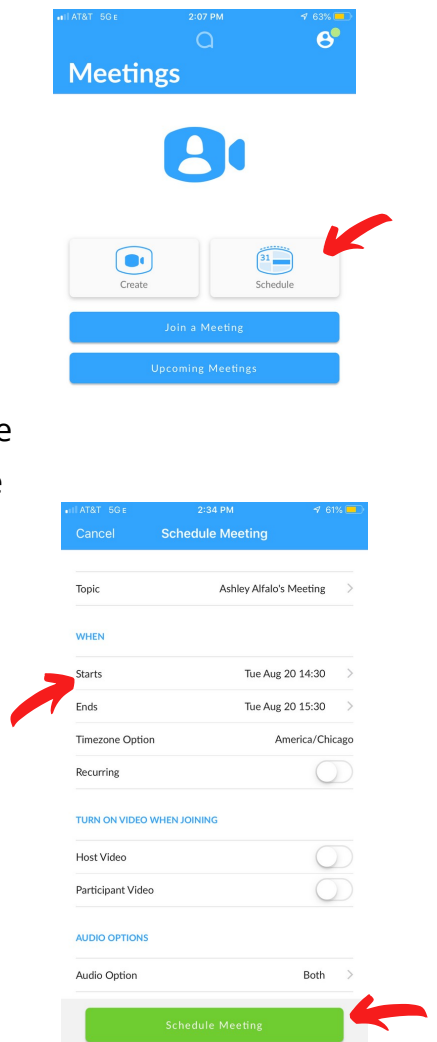 AT&T 5G E 2:07 PM 63%
Meetings
31
Create Schedule
Join a Meeting
Upcoming Meetings
e
e
AT&T 5G E 2:34 PM 61%
Cancel Schedule Meeting
Topic Ashley Alfalo's Meeting
WHEN
Starts Tue Aug 20 14:30
Ends Tue Aug 20 15:30
Timezone Option America/Chicago
Recurring
TURN ON VIDEO WHEN JOINING
Host Video
Participant Video
AUDIO OPTIONS
Audio Option Both
Schedule Meeting